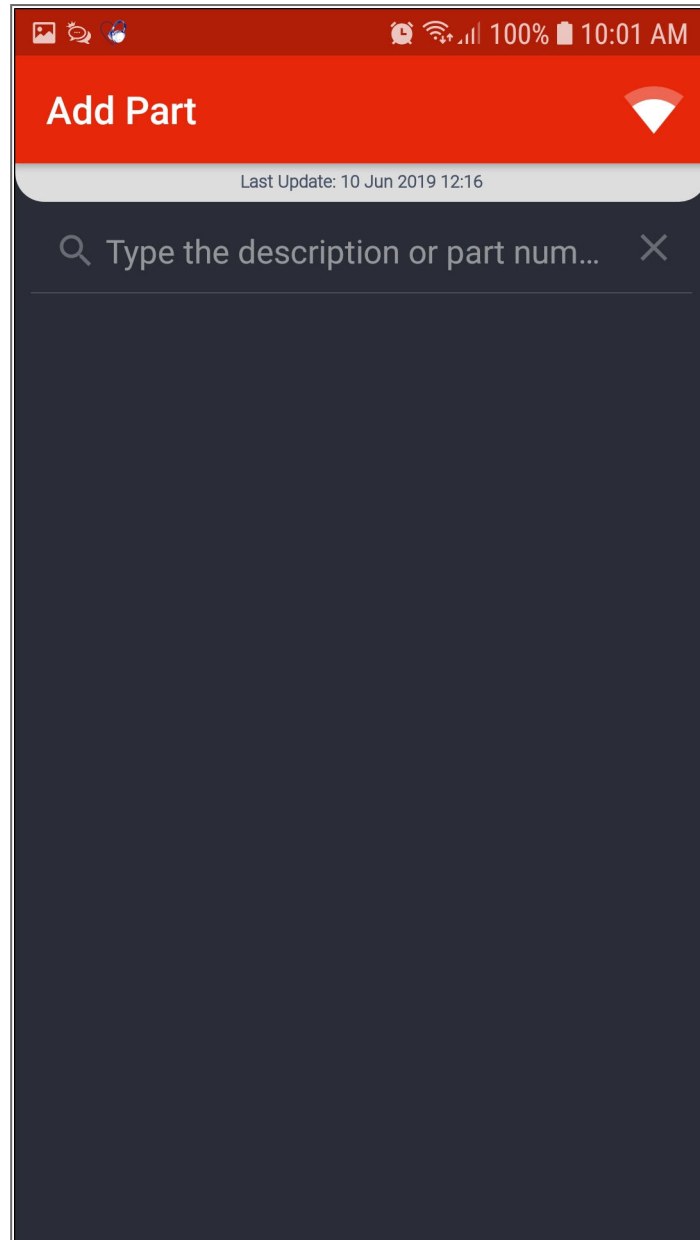 100% 10:01 AM
Add Part
Last Update: 10 Jun 2019 12:16
Type the description or part num...